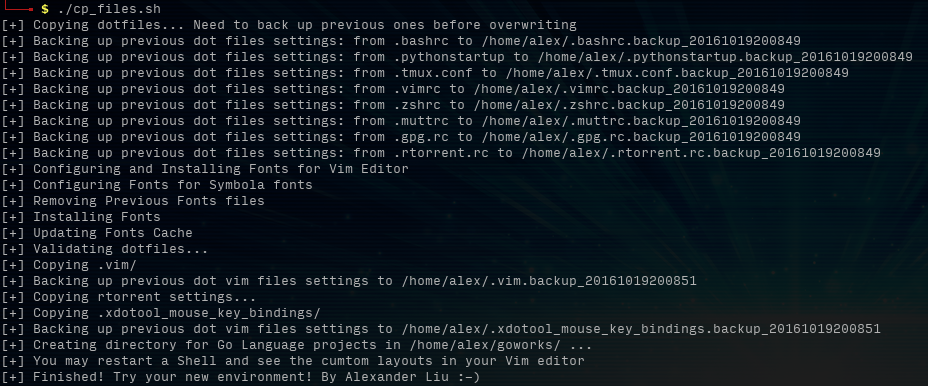 $ ./cp_files.sh
[+] Copying dotfiles... Need to back up previous ones before overwriting
[+] Backing up previous dot files settings: from .bashrc to /home/alex/.bashrc.backup_20161019200849
[+] Backing up previous dot files settings: from .pythonstartup to /home/alex/.pythonstartup.backup_20161019200849
[+] Backing up previous dot files settings: from .tmux.conf to /home/alex/.tmux.conf.backup_20161019200849
[+] Backing up previous dot files settings: from .vimrc to /home/alex/.vimrc.backup_20161019200849
[+] Backing up previous dot files settings: from .zshrc to /home/alex/.zshrc.backup_20161019200849
[+] Backing up previous dot files settings: from .muttrc to /home/alex/.muttrc.backup_20161019200849
[+] Backing up previous dot files settings: from .gpg.rc to /home/alex/.gpg.rc.backup_20161019200849
[+] Backing up previous dot files settings: from .rtorrent.rc to /home/alex/.rtorrent.rc.backup_20161019200849
[+] Configuring and Installing Fonts for Vim Editor
[+] Configuring Fonts for Symbola fonts
[+] Removing Previous Fonts files
[+] Installing Fonts
[+] Updating Fonts Cache
[+] Validating dotfiles...
[+] Copying .vim/
[+] Backing up previous dot vim files settings to /home/alex/.vim.backup_20161019200851
[+] Copying rtorrent settings...
[+] Copying .xdotool_mouse_key_bindings/
[+] Backing up previous dot vim files settings to /home/alex/.xdotool_mouse_key_bindings.backup_20161019200851
[+] Creating directory for Go Language projects in /home/alex/goworks/ ...
[+] You may restart a Shell and see the cumtom layouts in your Vim editor
[+] Finished! Try your new environment! By Alexander Liu :-)